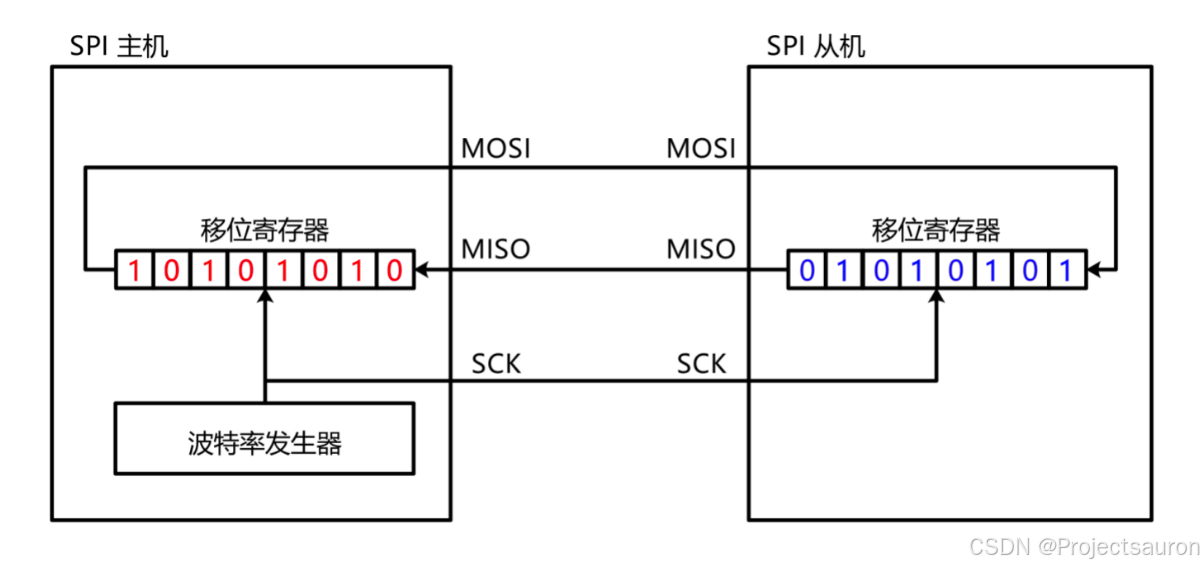 SPI 主机
SPI 从机
MOSI
MOSI
移位寄存器
移位寄存器
MISO
MISO
1 0 1 0 1 0 1 0
0 1 0 1 0 1 0 1
SCK
SCK
波特率发生器
CSDN @Projectsauron